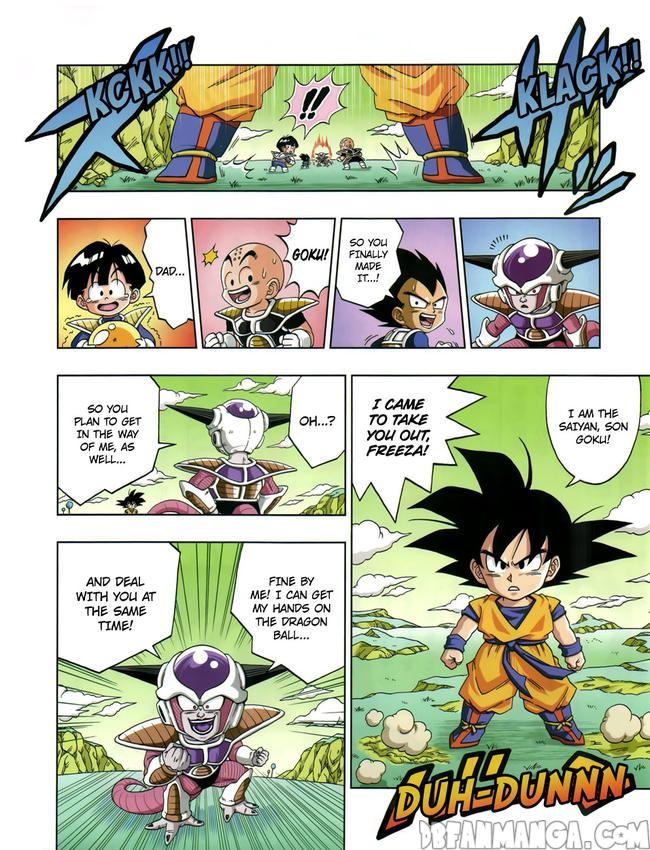 KLACK!!
!!
KCKK!!
SO YOU
FINALLY
MADE
IT...!
GOKU!
DAD...
I AM THE
SAIYAN, SON
GOKU!
I CAME
TO TAKE
YOU OUT,
FREEZA!
DUH-DUNNN
OH...?
SO YOU
PLAN TO GET
IN THE WAY
OF ME, AS
WELL...
FINE BY
ME! I CAN GET
MY HANDS ON
THE DRAGON
BALL...
AND DEAL
WITH YOU AT
THE SAME
TIME!
DBFANMANGA.COM